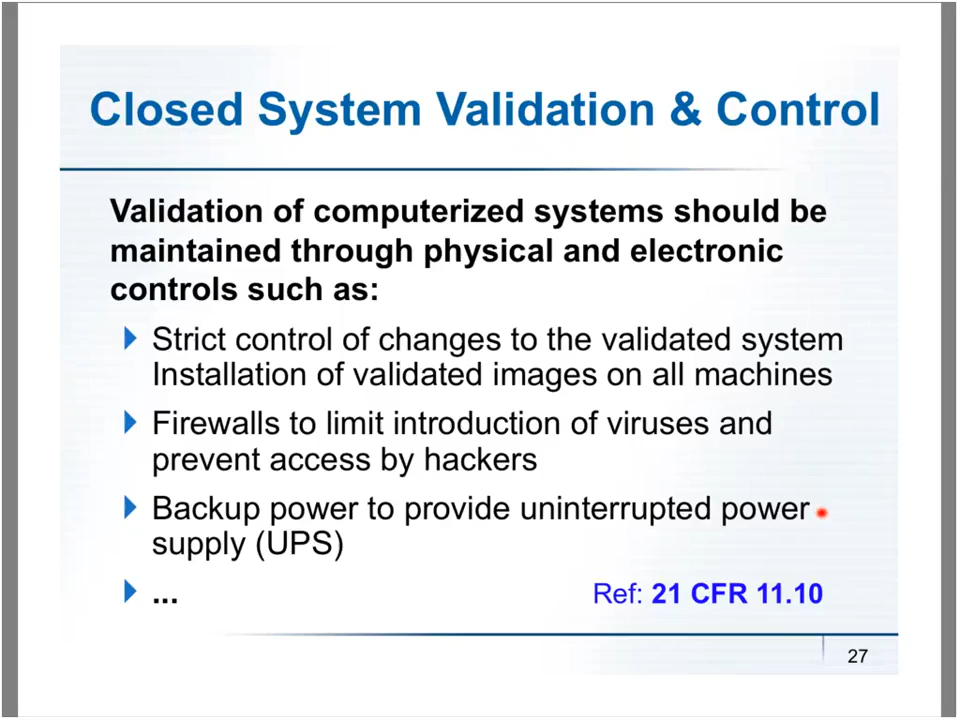 Closed System Validation & Control
Validation of computerized systems should be
maintained through physical and electronic
controls such as:
Strict control of changes to the validated system
Installation of validated images on all machines
Firewalls to limit introduction of viruses and
prevent access by hackers
Backup power to provide uninterrupted power
supply (UPS)
...
Ref: 21 CFR 11.10
27